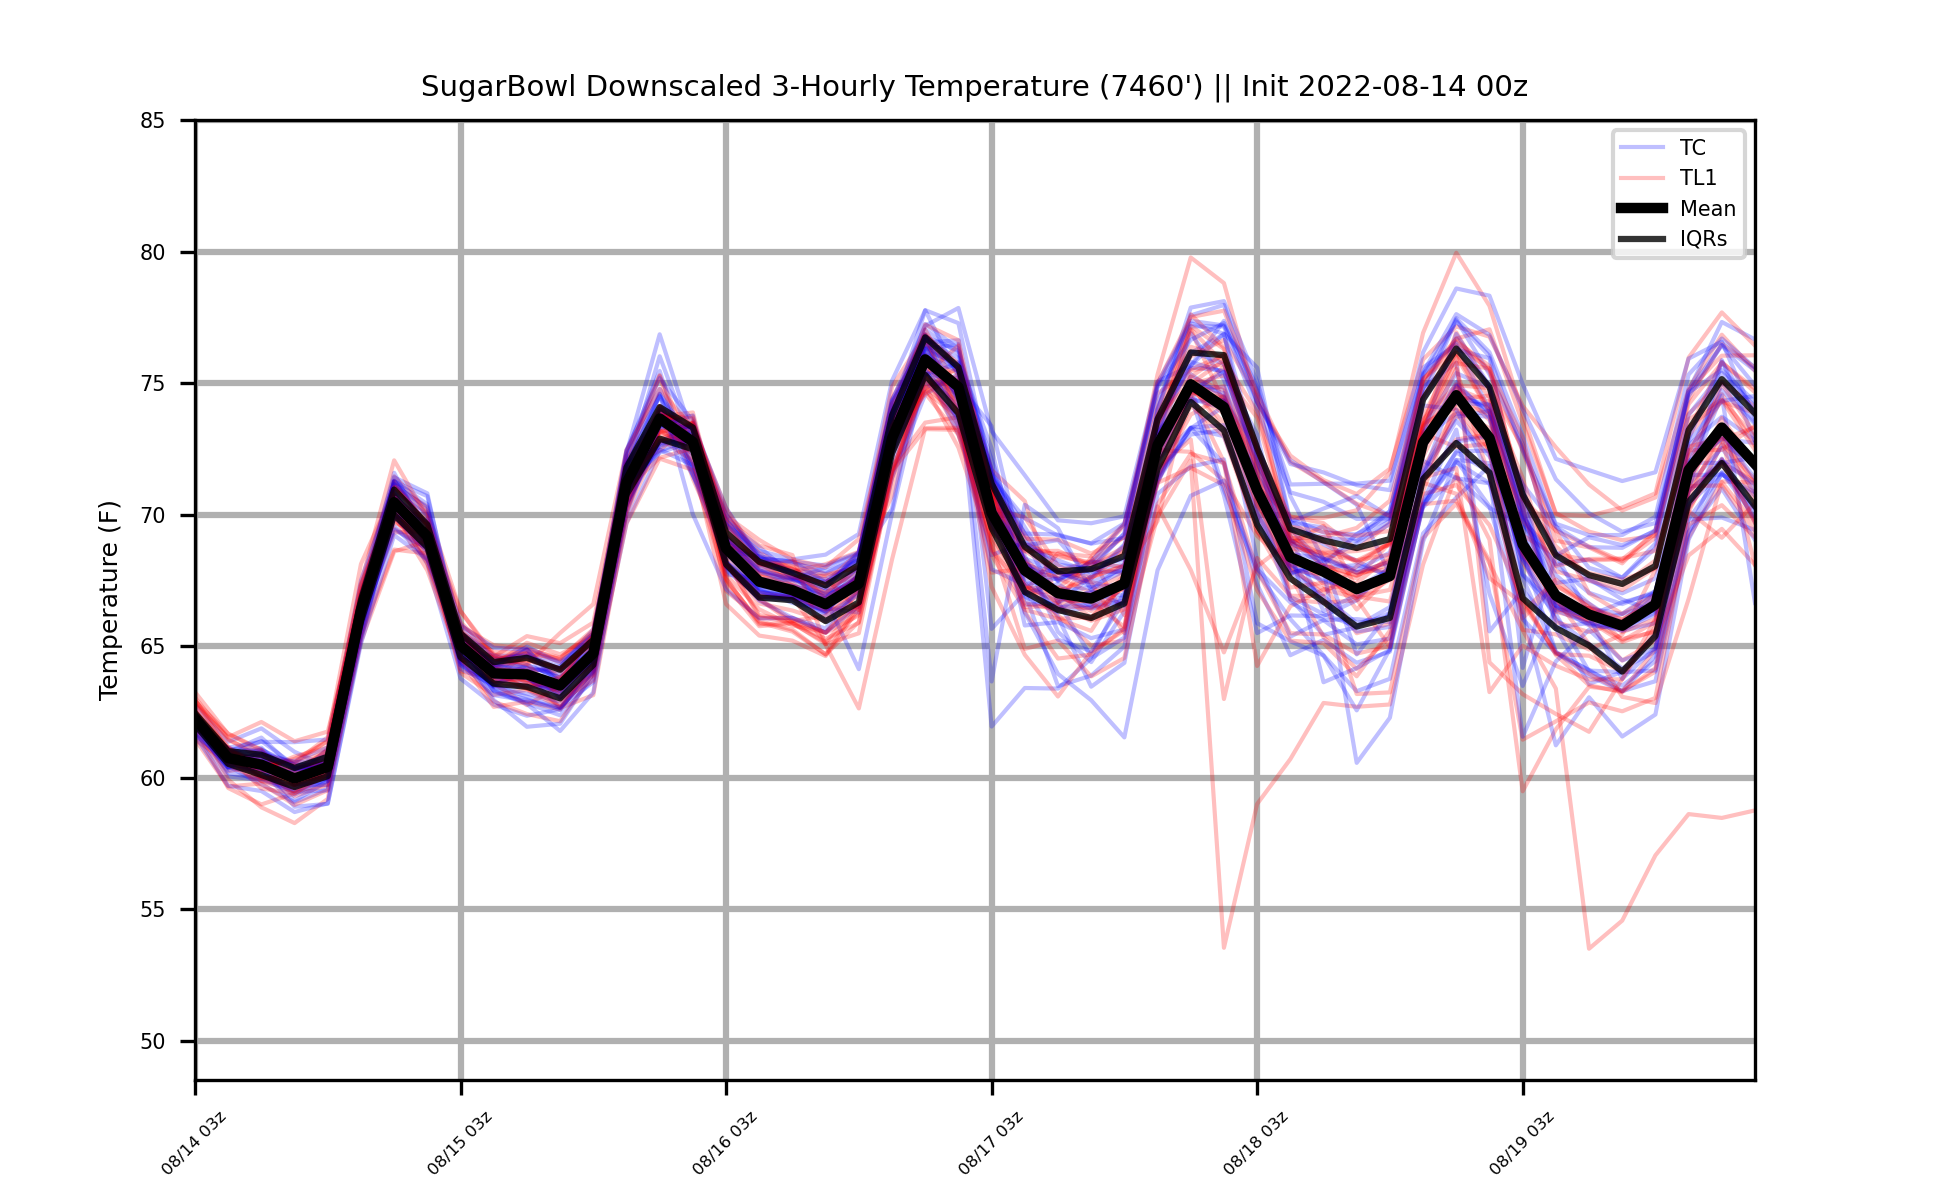 SugarBowl Downscaled 3-Hourly Temperature (7460') || Init 2022-08-14 00z
TC
TL1
Mean
IQRs
Temperature (F)
85
80
75
70
65
60
55
50
08/14 03z
08/15 03z
08/16 03z
08/17 03z
08/18 03z
08/19 03z